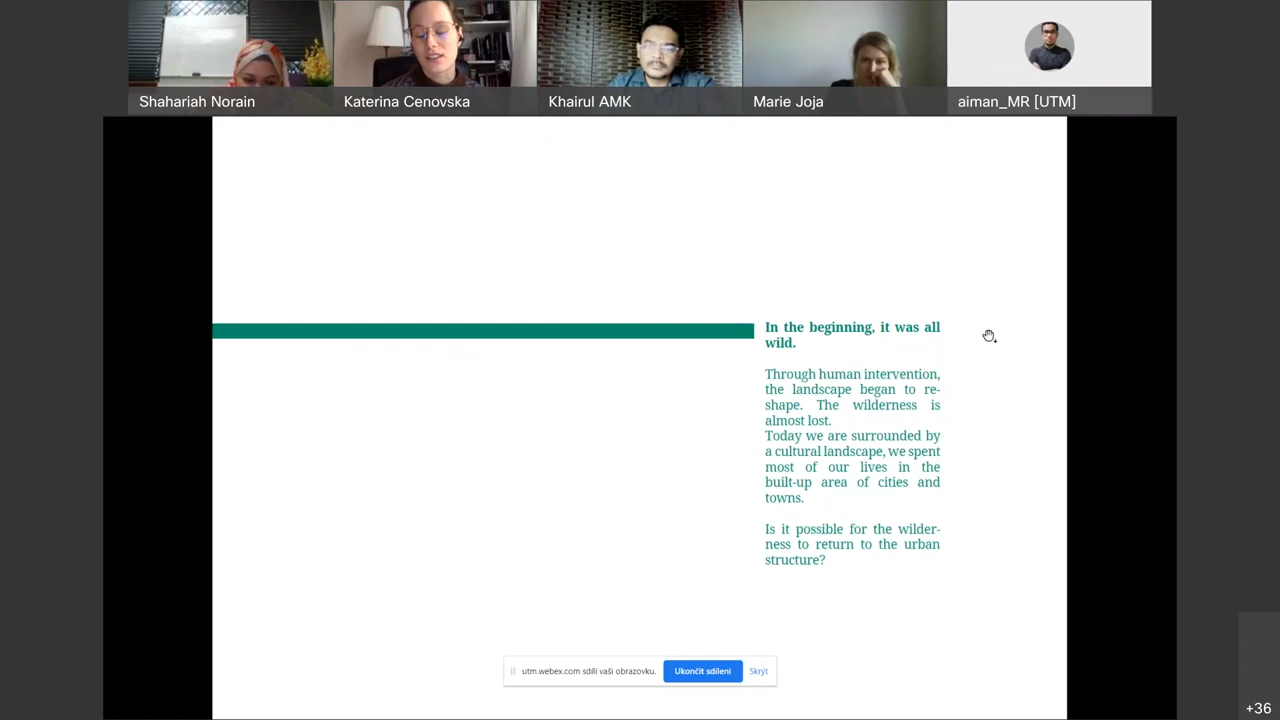 Shahariah Norain
Katerina Cenovska
Khairul AMK
Marie Joja
aiman_MR [UTM]
In the beginning, it was all
wild.
Through human intervention,
the landscape began to re-
shape. The wilderness is
almost lost.
Today we are surrounded by
a cultural landscape, we spent
most of our lives in the
built-up area of cities and
towns.
Is it possible for the wilder-
ness to return to the urban
structure?
utm.webex.com sdílí vaši obrazovku.
Ukončit sdílení
Skrýt
+36